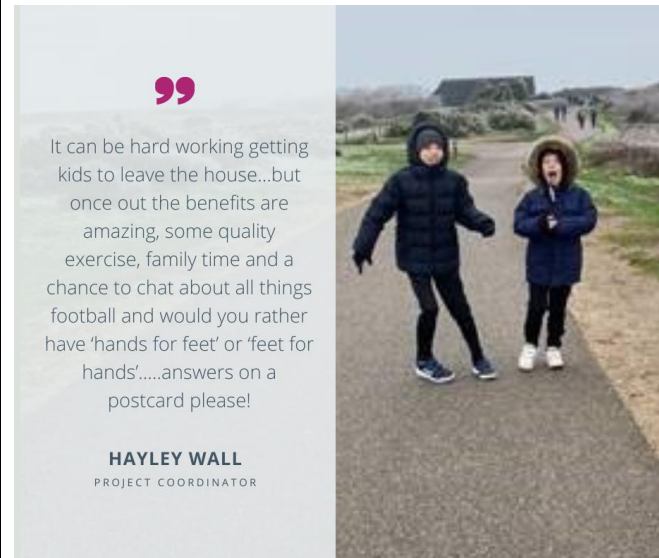 ”
It can be hard working getting
kids to leave the house...but
once out the benefits are
amazing, some quality
exercise, family time and a
chance to chat about all things
football and would you rather
have ‘hands for feet’ or ‘feet for
hands’.....answers on a
postcard please!
HAYLEY WALL
PROJECT COORDINATOR